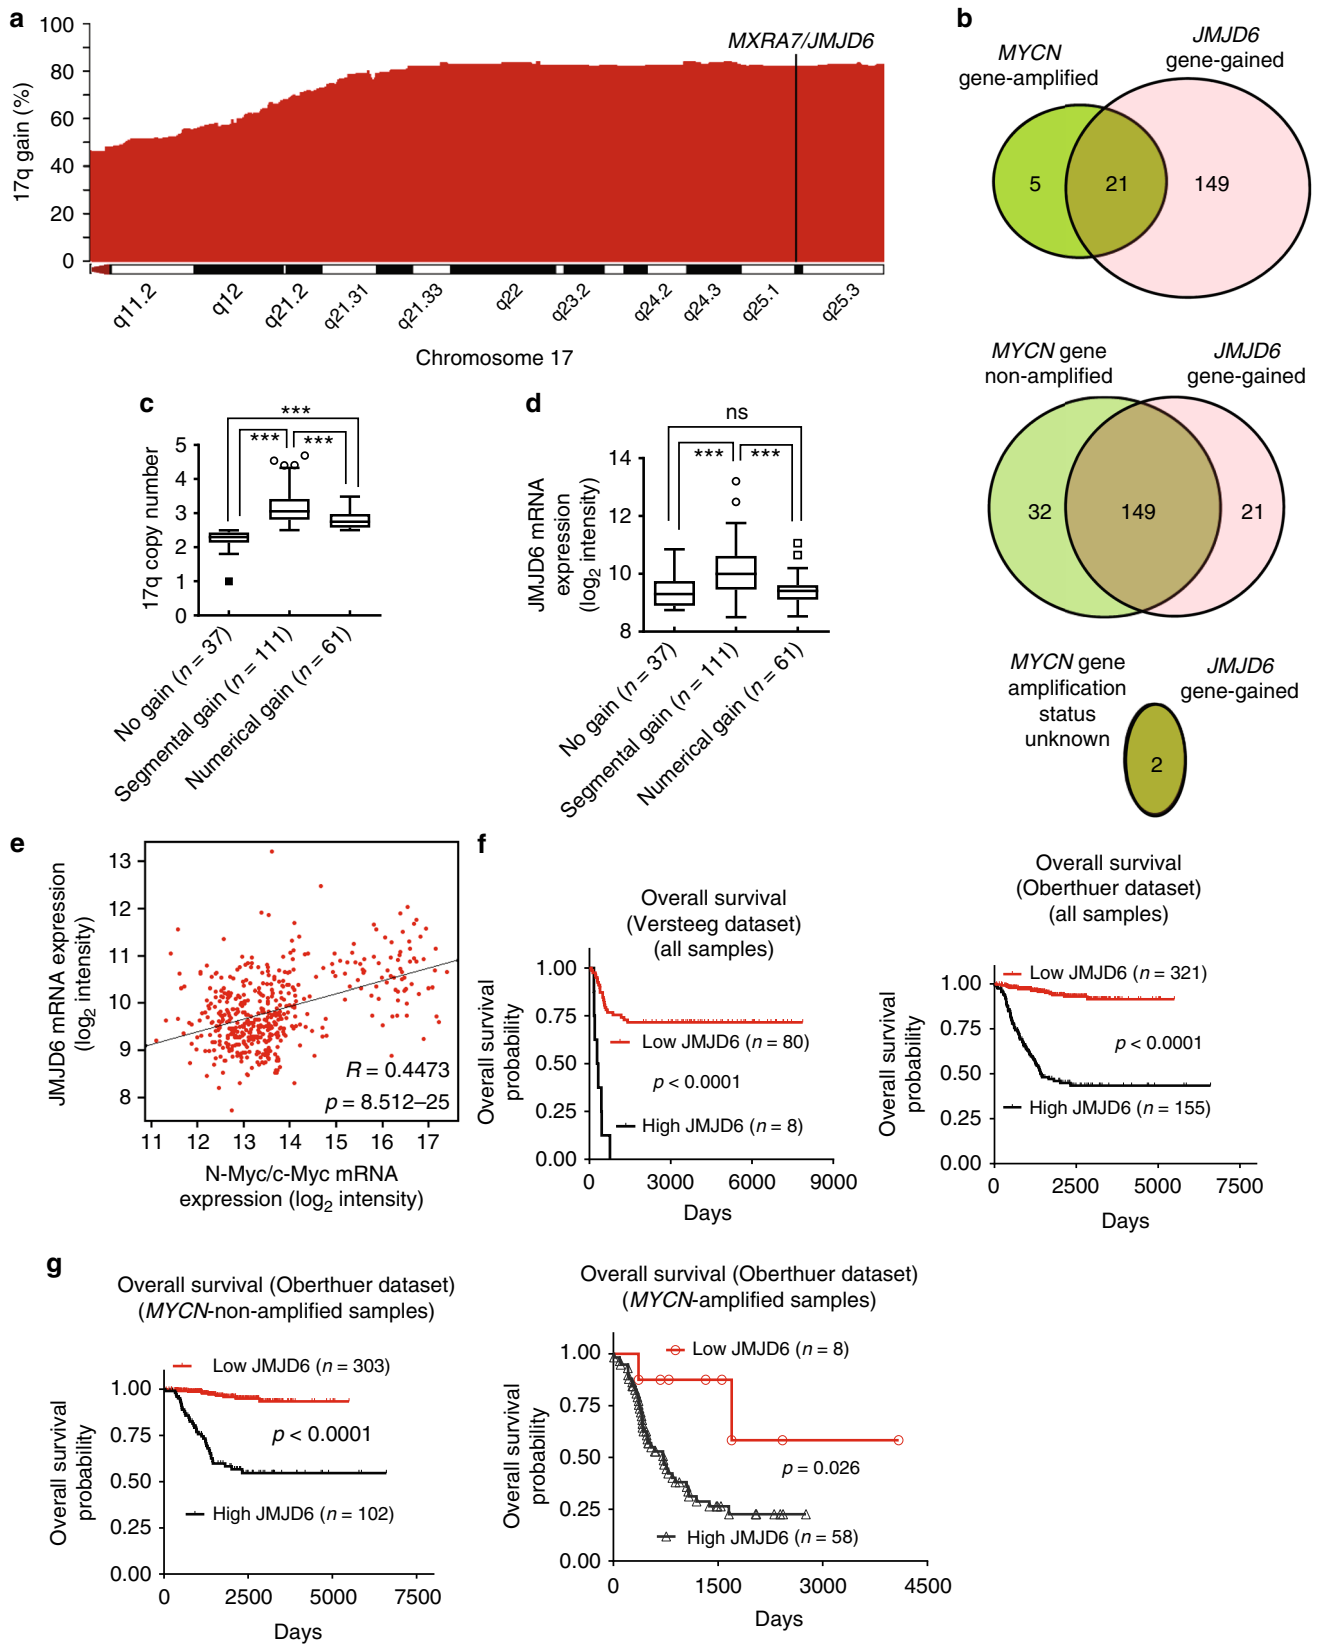 a
17q gain (%)
100
80
60
40
20
0
MXRA7/JMJD6
q11.2
q12
q21.2
q21.31
q21.33
q22
q23.2
q24.2
q24.3
q25.1
q25.3
Chromosome 17
b
MYCN
gene-amplified
JMJD6
gene-gained
5
21
149
MYCN gene
non-amplified
JMJD6
gene-gained
32
149
21
MYCN gene
amplification
status
unknown
JMJD6
gene-gained
2
c
17q copy number
5
4
3
2
1
0
***
***
***
No gain (n = 37)
Segmental gain (n = 111)
Numerical gain (n = 61)
d
JMJD6 mRNA
expression
(log2 intensity)
14
12
10
8
ns
***
***
No gain (n = 37)
Segmental gain (n = 111)
Numerical gain (n = 61)
e
JMJD6 mRNA expression
(log2 intensity)
13
12
11
10
9
8
R = 0.4473
p = 8.512–25
11 12 13 14 15 16 17
N-Myc/c-Myc mRNA
expression (log2 intensity)
f
Overall survival
(Versteeg dataset)
(all samples)
Overall survival
probability
1.00
0.75
0.50
0.25
0.00
Low JMJD6 (n = 80)
p < 0.0001
High JMJD6 (n = 8)
0 3000 6000 9000
Days
Overall survival
(Oberthuer dataset)
(all samples)
Overall survival
probability
1.00
0.75
0.50
0.25
0.00
Low JMJD6 (n = 321)
p < 0.0001
High JMJD6 (n = 155)
0 2500 5000 7500
Days
g
Overall survival (Oberthuer dataset)
(MYCN-non-amplified samples)
Overall survival
probability
1.00
0.75
0.50
0.25
0.00
Low JMJD6 (n = 303)
p < 0.0001
High JMJD6 (n = 102)
0 2500 5000 7500
Days
Overall survival (Oberthuer dataset)
(MYCN-amplified samples)
Overall survival
probability
1.00
0.75
0.50
0.25
0.00
Low JMJD6 (n = 8)
p = 0.026
High JMJD6 (n = 58)
0 1500 3000 4500
Days